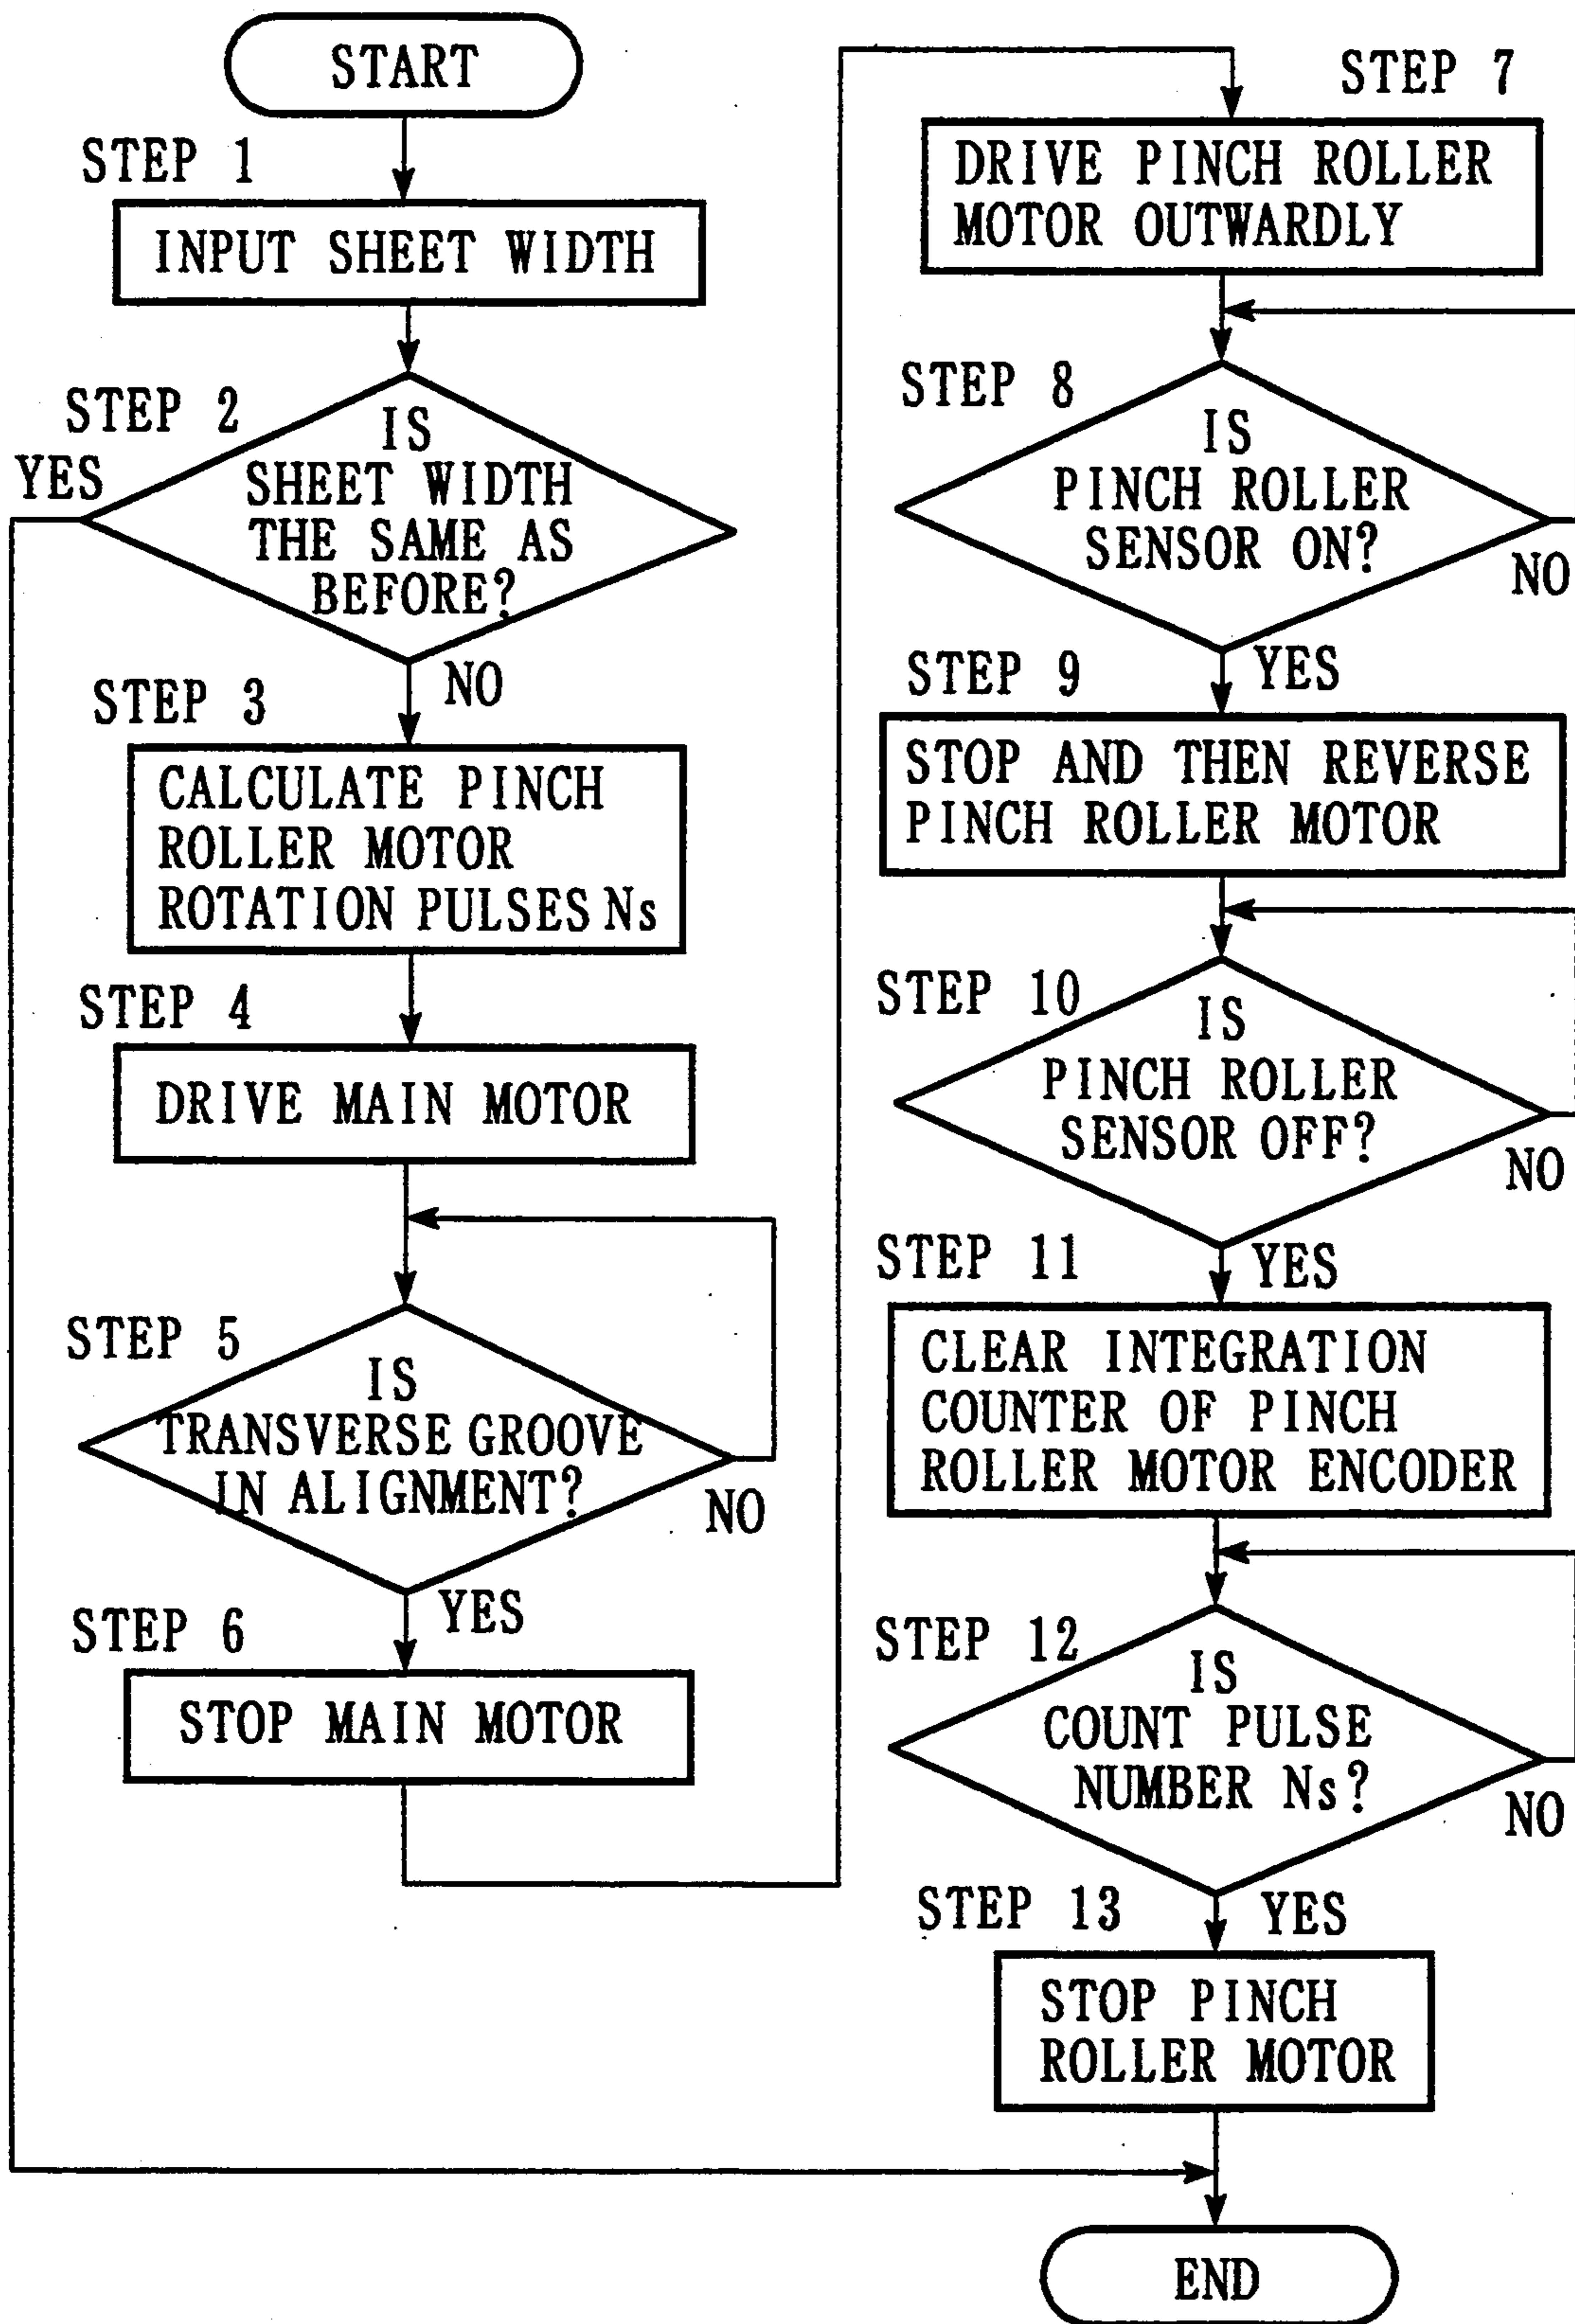 START
STEP 1
INPUT SHEET WIDTH
STEP 2
IS
SHEET WIDTH
THE SAME AS
BEFORE?
YES
NO
STEP 3
CALCULATE PINCH
ROLLER MOTOR
ROTATION PULSES Ns
STEP 4
DRIVE MAIN MOTOR
STEP 5
IS
TRANSVERSE GROOVE
IN ALIGNMENT?
NO
YES
STEP 6
STOP MAIN MOTOR
STEP 7
DRIVE PINCH ROLLER
MOTOR OUTWARDLY
STEP 8
IS
PINCH ROLLER
SENSOR ON?
NO
YES
STEP 9
STOP AND THEN REVERSE
PINCH ROLLER MOTOR
STEP 10
IS
PINCH ROLLER
SENSOR OFF?
NO
YES
STEP 11
CLEAR INTEGRATION
COUNTER OF PINCH
ROLLER MOTOR ENCODER
STEP 12
IS
COUNT PULSE
NUMBER Ns?
NO
YES
STEP 13
STOP PINCH
ROLLER MOTOR
END